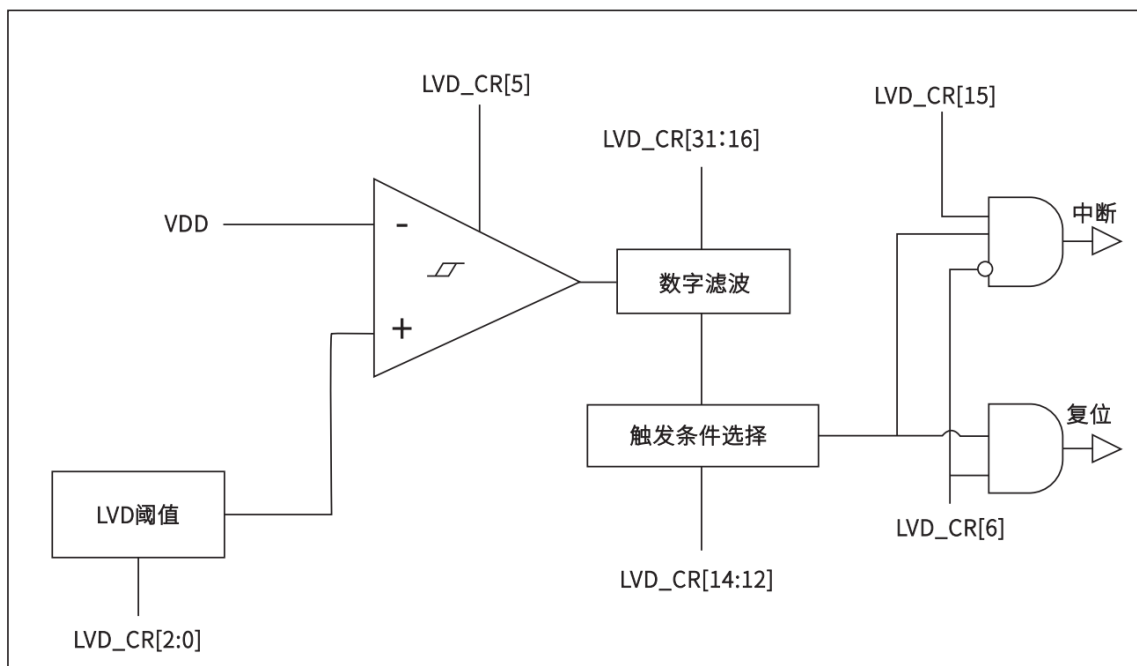 LVD_CR[5]
LVD_CR[15]
LVD_CR[31:16]
VDD
-
中断
数字滤波
+
复位
触发条件选择
LVD阈值
LVD_CR[6]
LVD_CR[14:12]
LVD_CR[2:0]